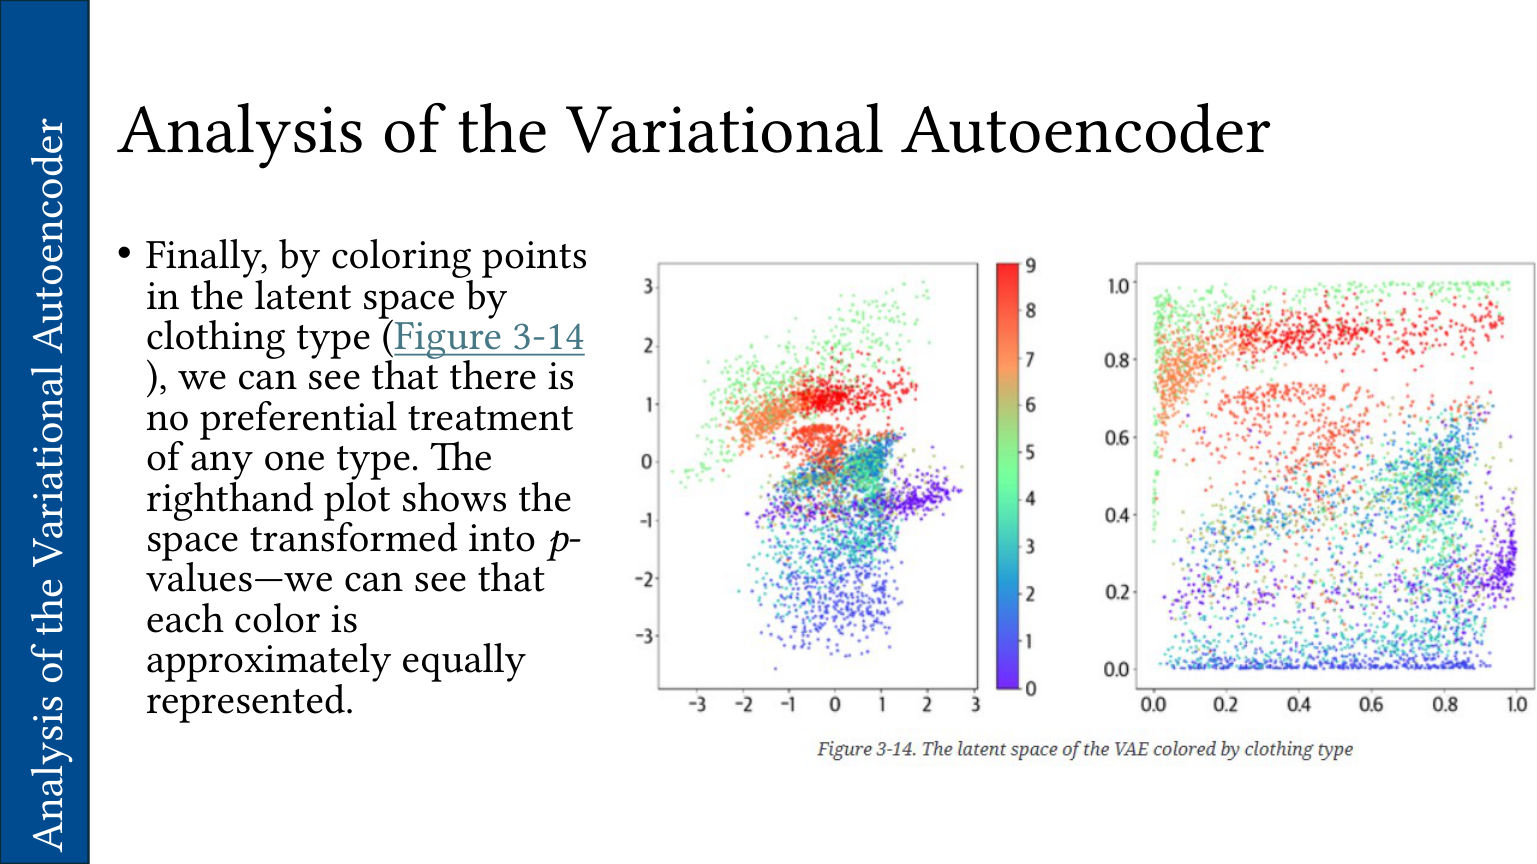 Analysis of the Variational Autoencoder
Analysis of the Variational Autoencoder
• Finally, by coloring points
in the latent space by
clothing type (Figure 3-14
), we can see that there is
no preferential treatment
of any one type. The
righthand plot shows the
space transformed into p-
values—we can see that
each color is
approximately equally
represented.
3
2
1
0
-1
-2
-3
-3 -2 -1 0 1 2 3
9
8
7
6
5
4
3
2
1
0
1.0
0.8
0.6
0.4
0.2
0.0
0.0 0.2 0.4 0.6 0.8 1.0
Figure 3-14. The latent space of the VAE colored by clothing type